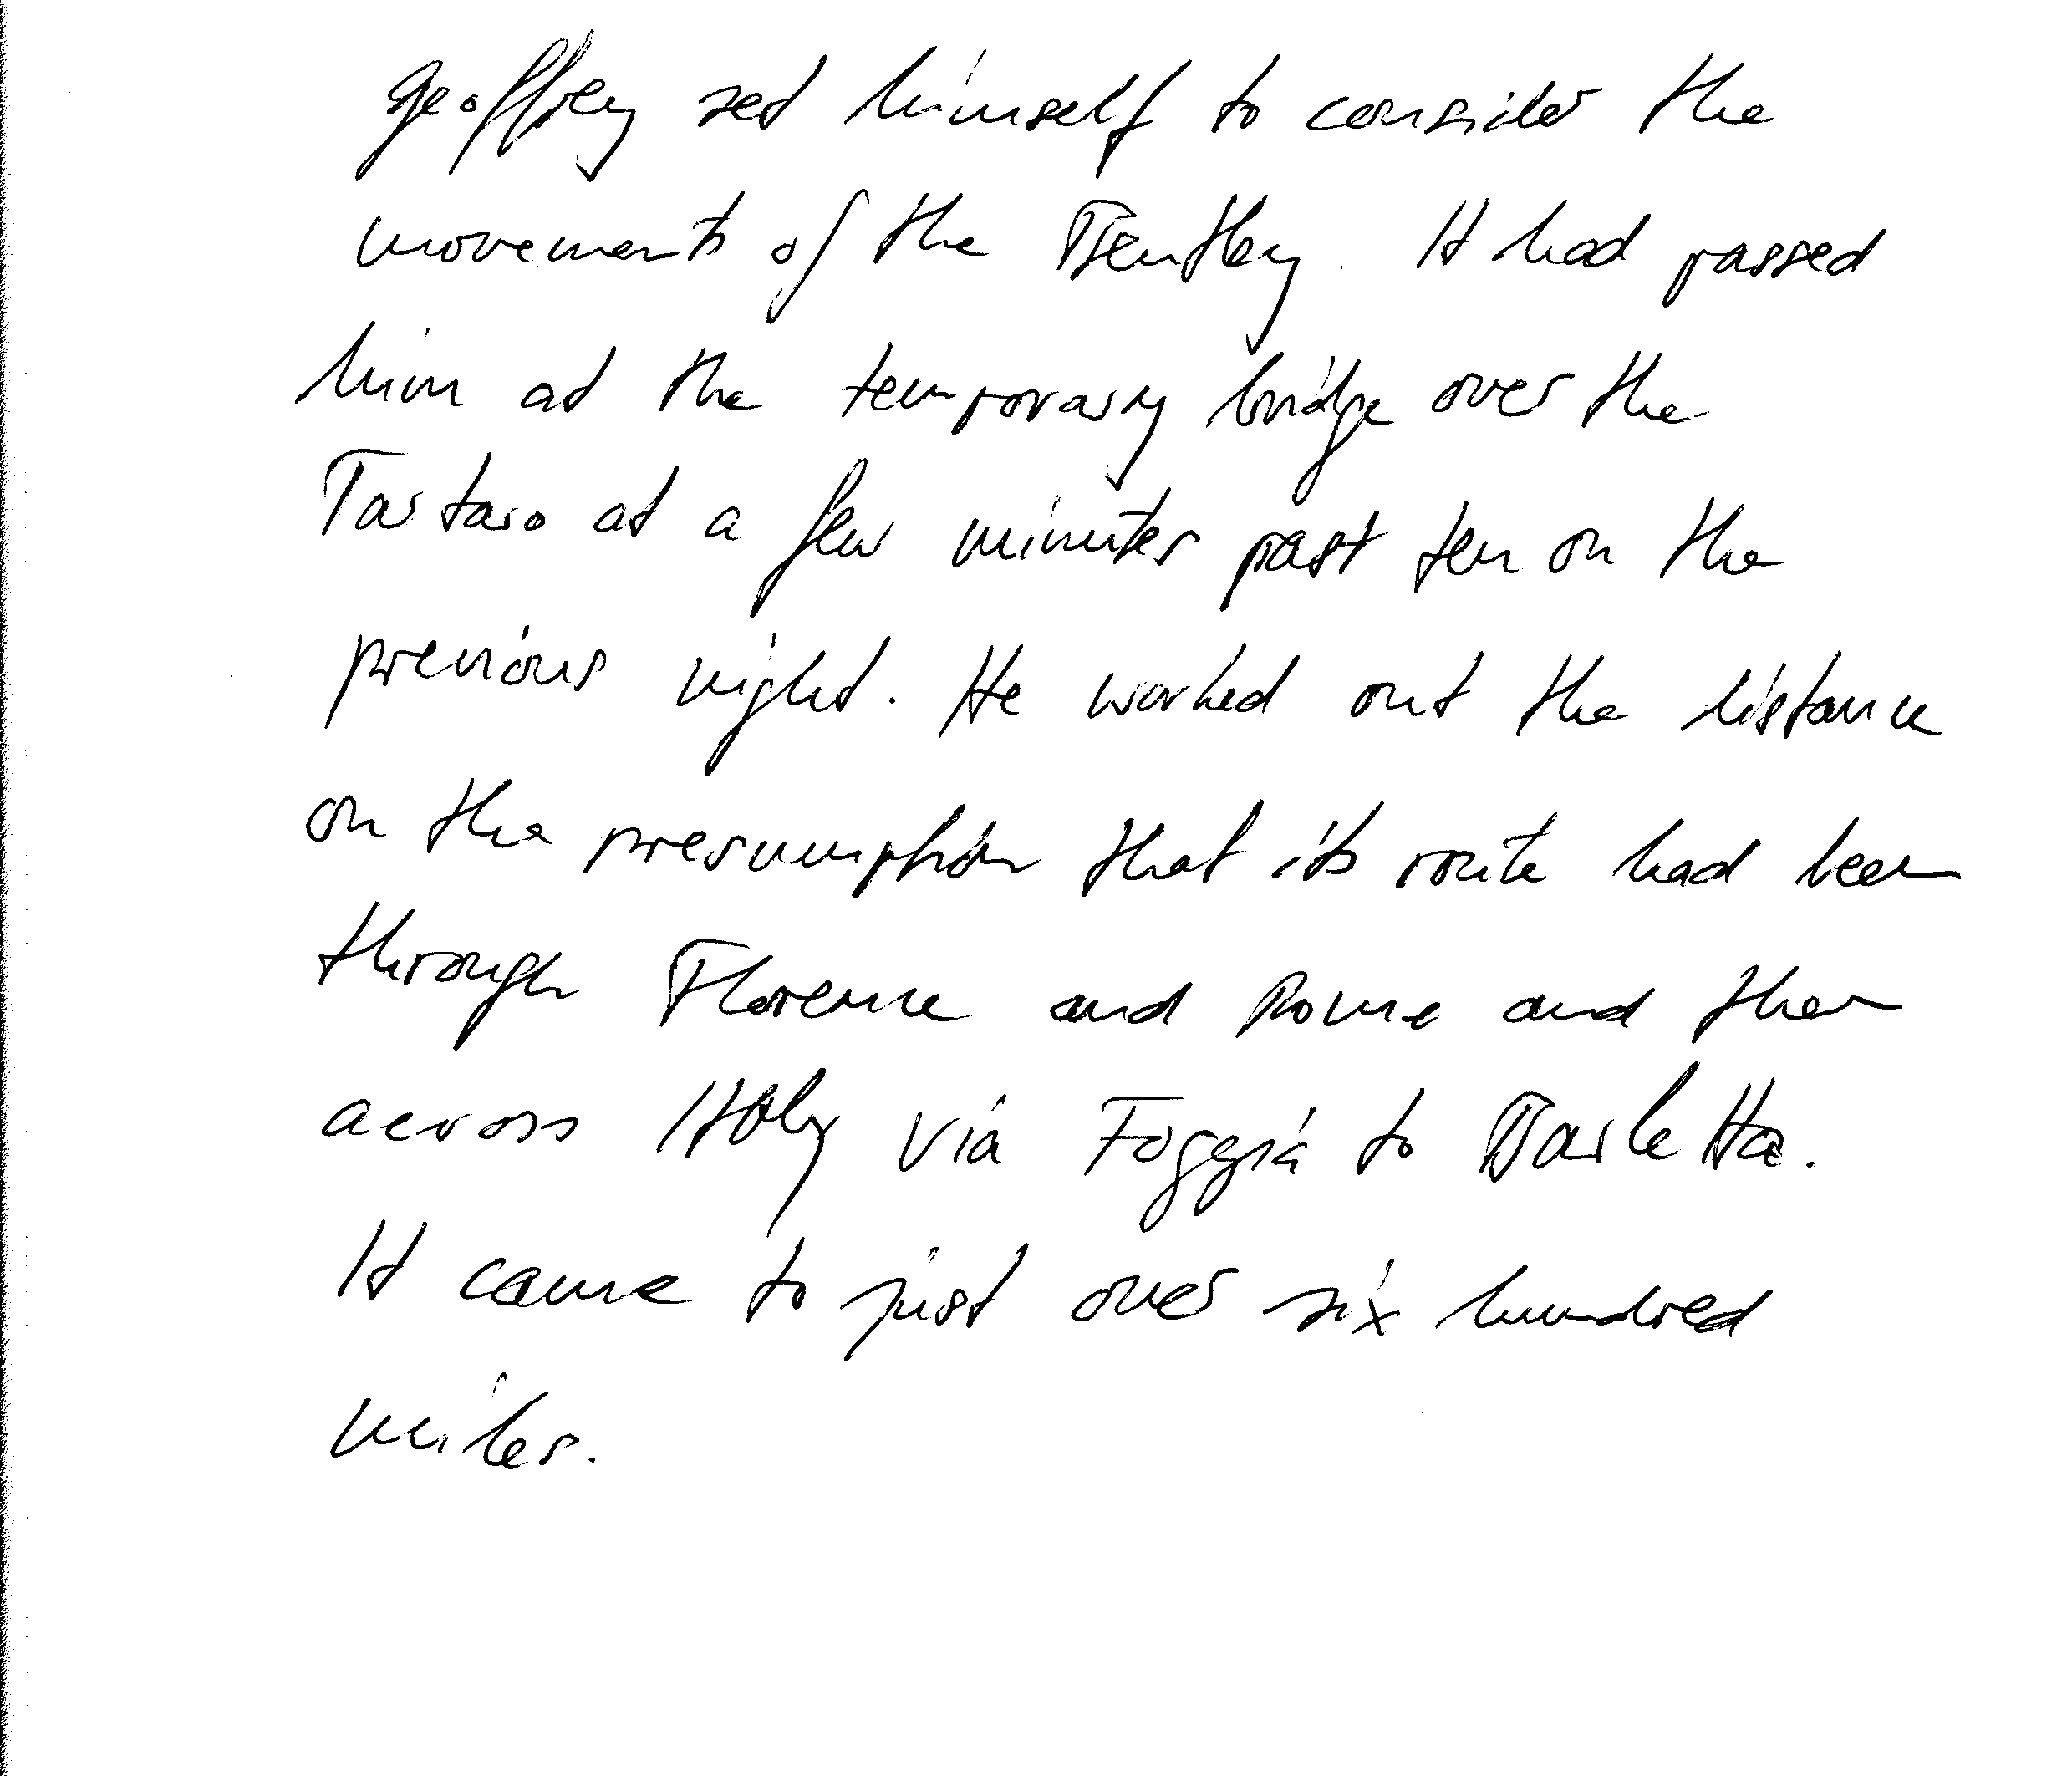 Geoffrey set himself to consider the
movements of the Bentley. It had passed
him at the temporary bridge over the
Tartaro at a few minutes past ten on the
previous night. He worked out the distance
on the presumption that its route had been
through Florence and Rome and then
across Italy via Foggia to Barletta.
It came to just over six hundred
miles.